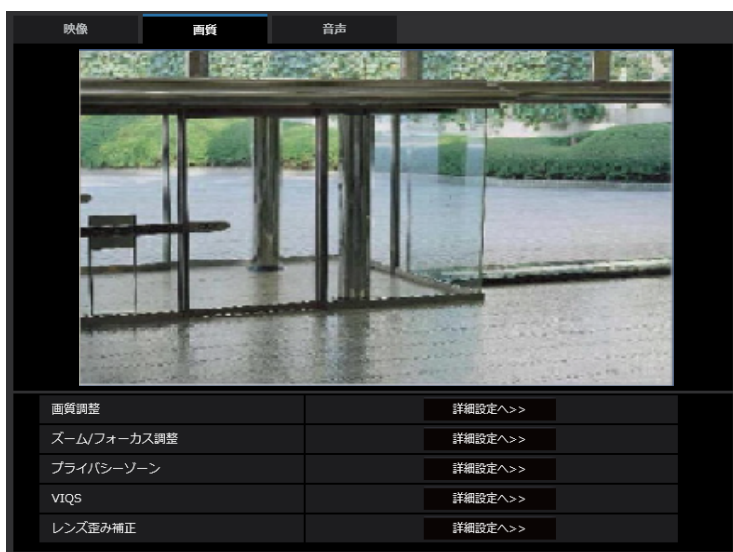 映像 画質 音声
画質調整 詳細設定へ>>
ズーム/フォーカス調整 詳細設定へ>>
プライバシーゾーン 詳細設定へ>>
VIQS 詳細設定へ>>
レンズ歪み補正 詳細設定へ>>